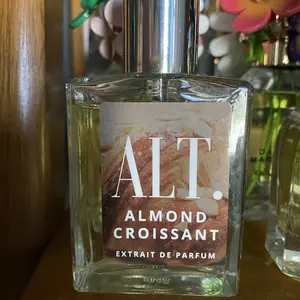 ALT.
ALMOND
CROISSANT
EXTRAIT DE PARFUM